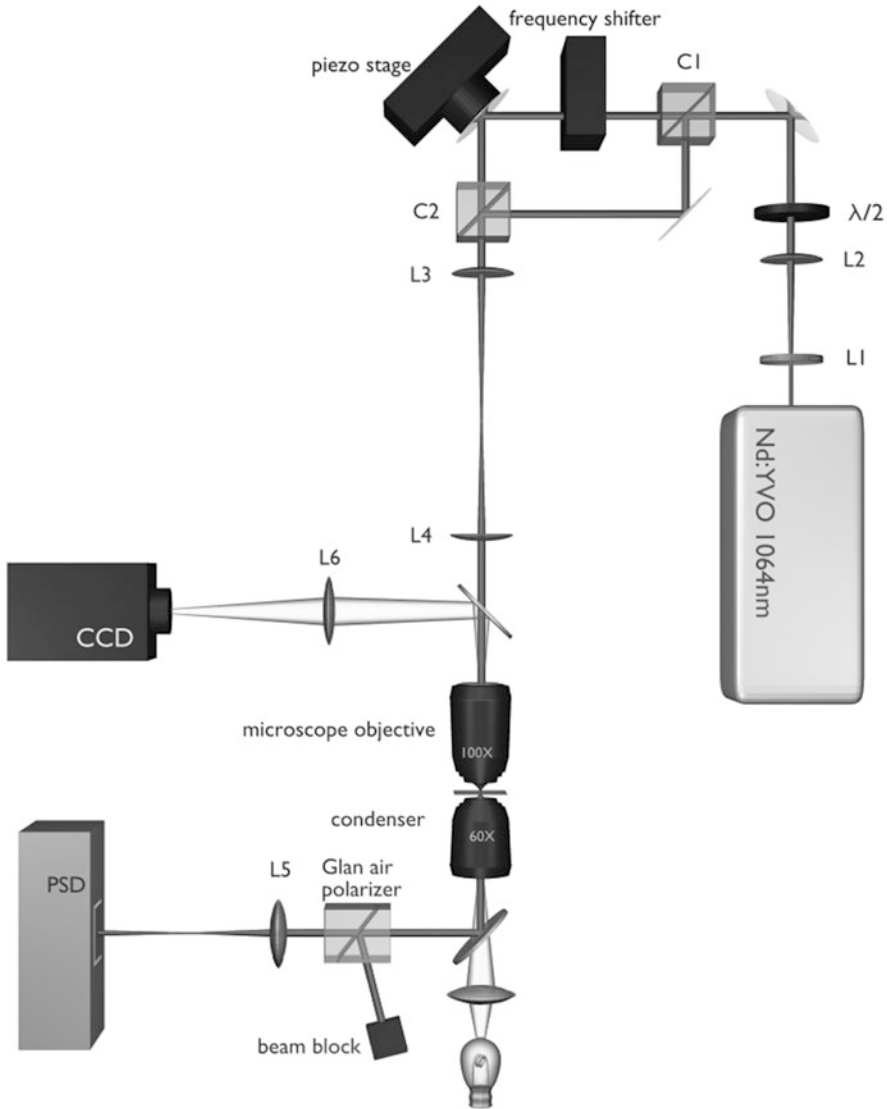 frequency shifter
piezo stage
C1
C2
λ/2
L3
L2
L1
Nd:YVO 1064nm
L4
L6
CCD
microscope objective
100X
condenser
60X
PSD
L5
Glan air
polarizer
beam block